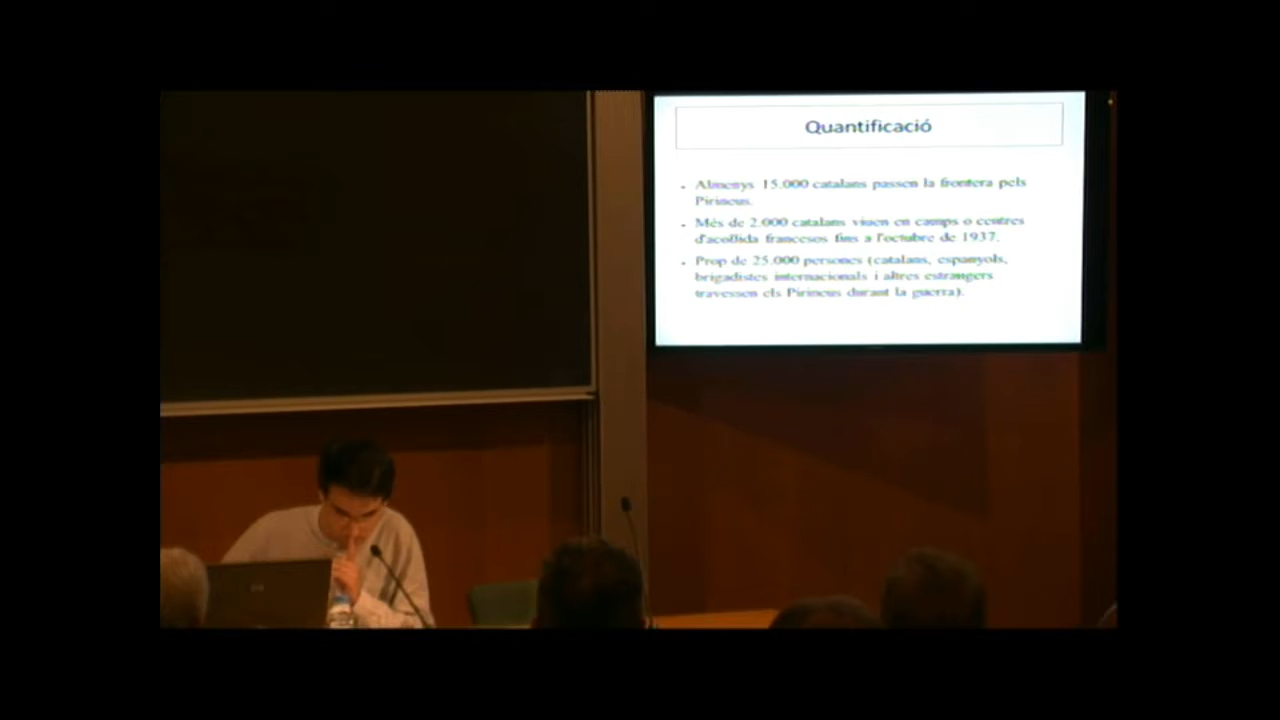 Quantificació
Almenys 15.000 catalans passen la frontera pels
Pirineus.
Més de 2.000 catalans viuen en camps o centres
d'acollida francesos fins a l'octubre de 1937.
Prop de 25.000 persones (catalans, espanyols,
brigadistes internacionals i altres estrangers
travessen els Pirineus durant la guerra).
hp